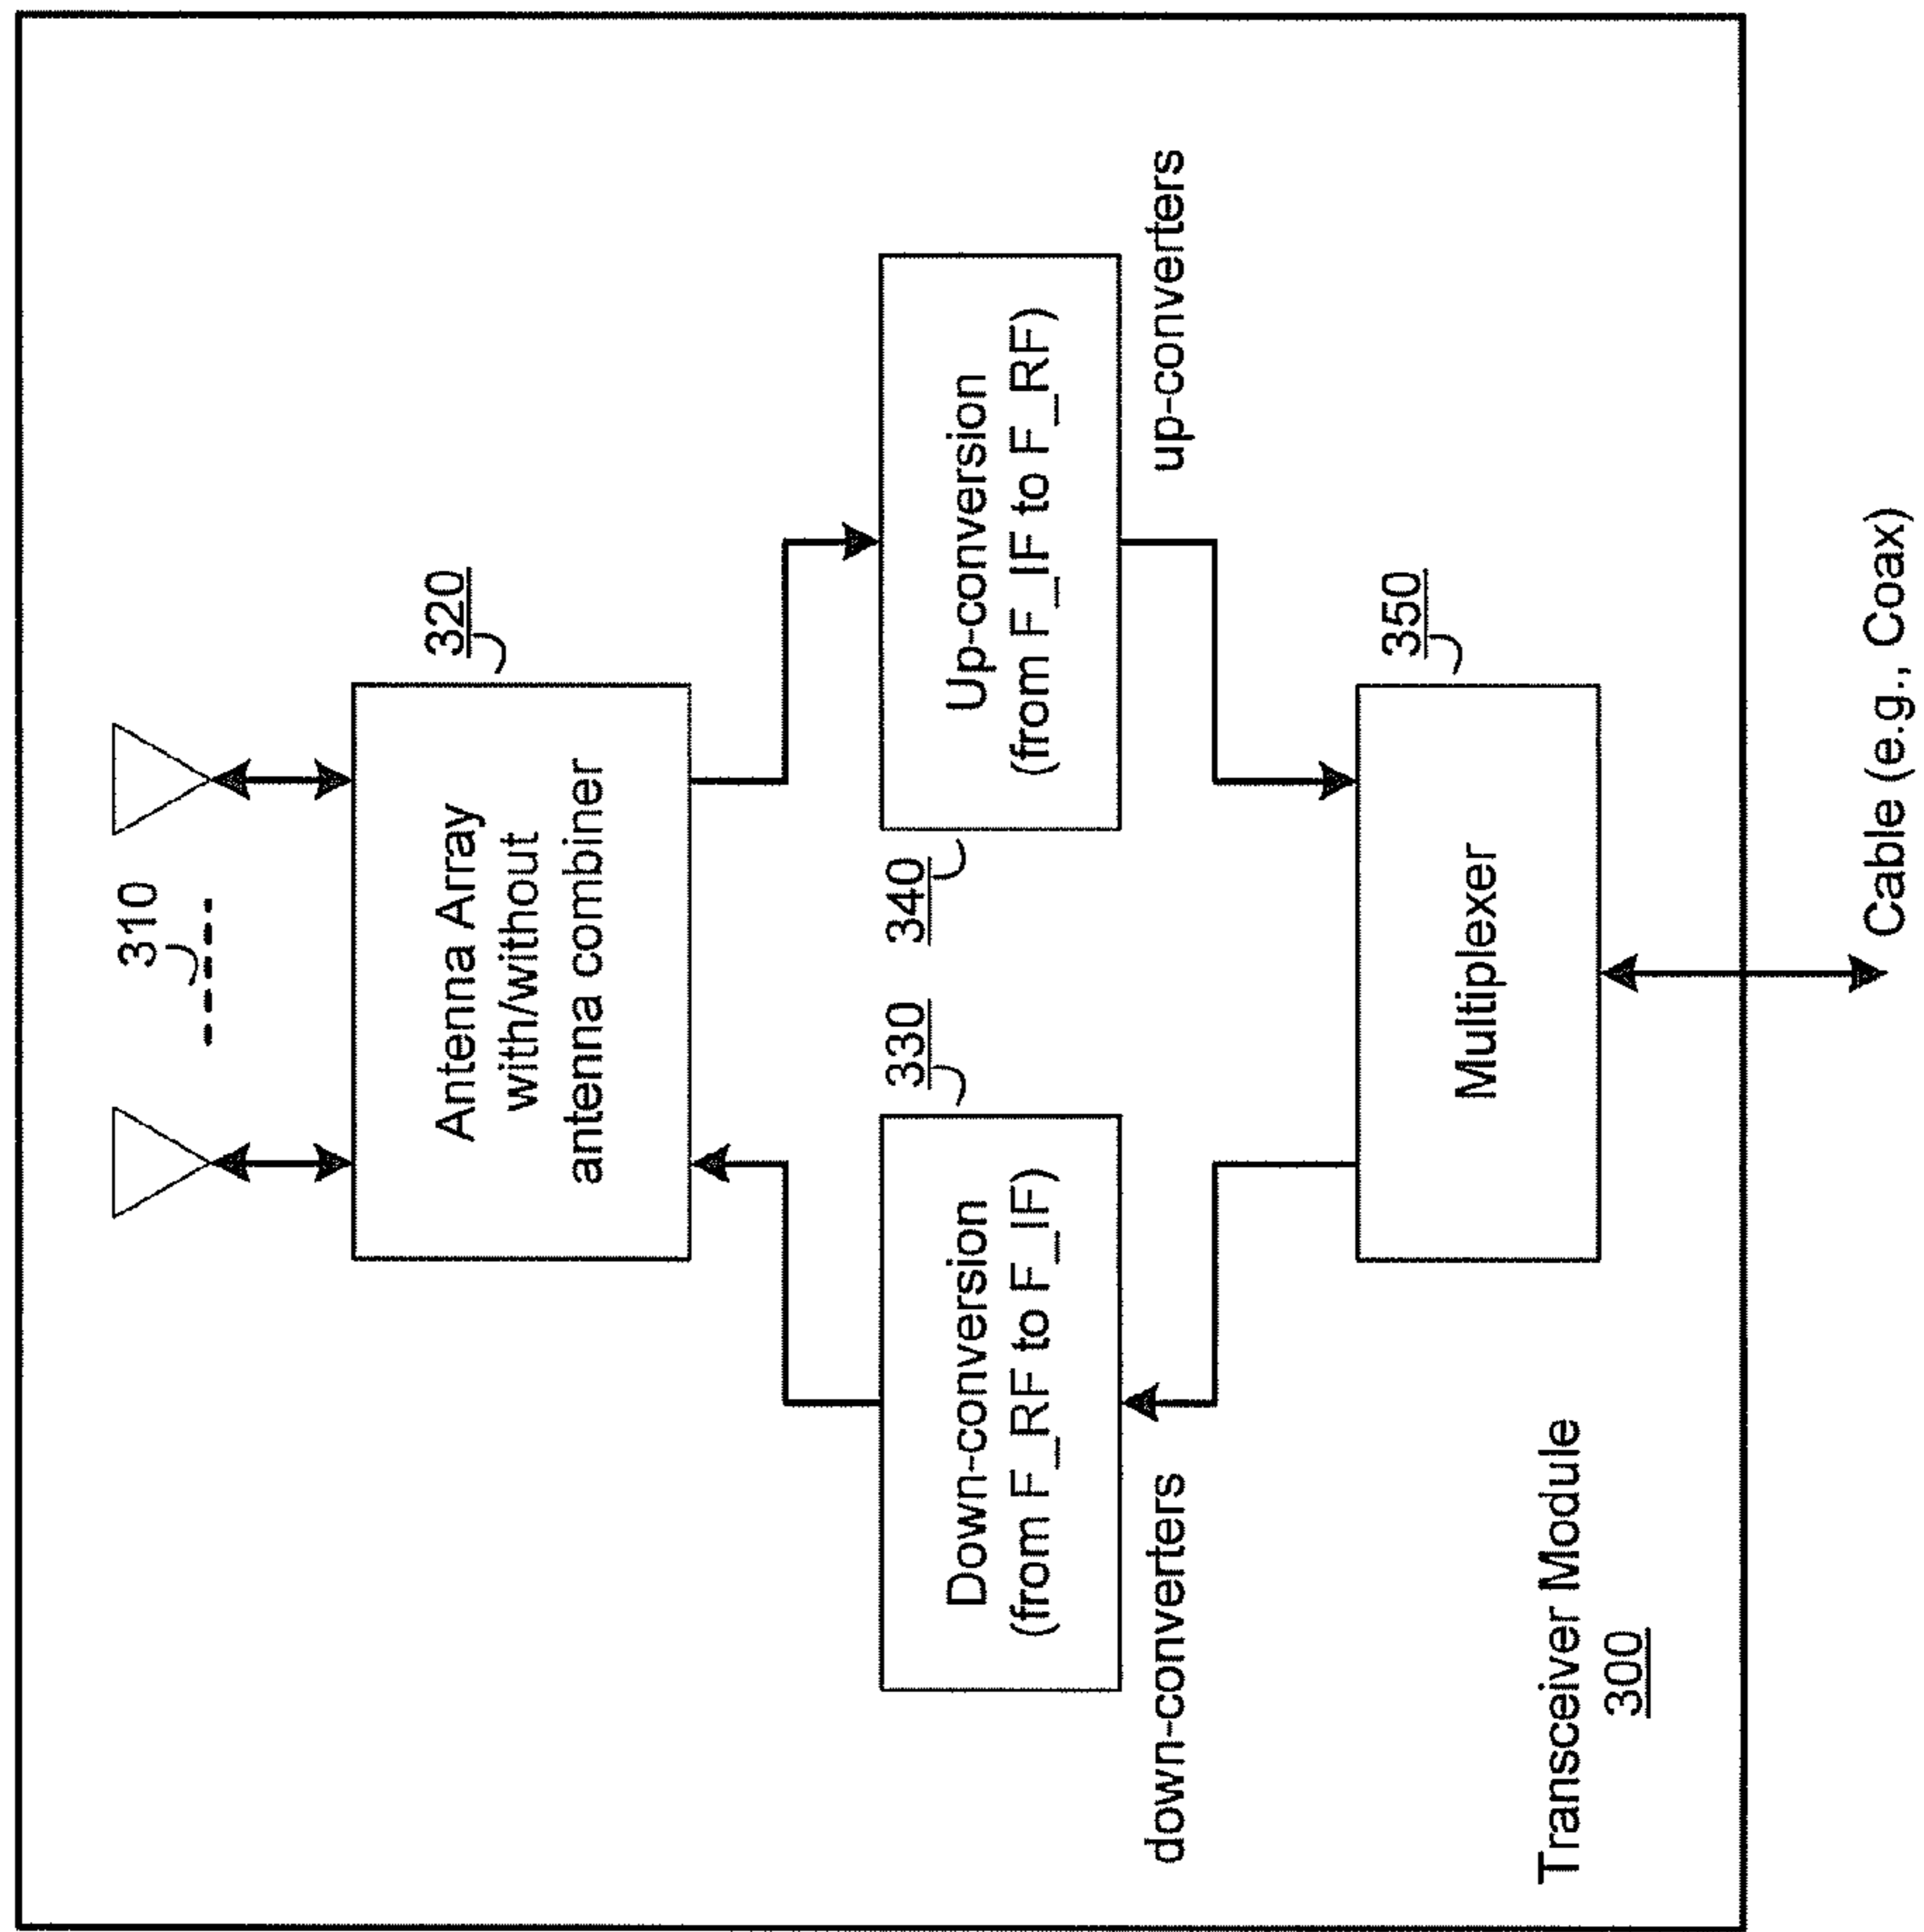 310
Antenna Array
with/without
antenna combiner
320
330
340
Down-conversion
(from F_RF to F_IF)
Up-conversion
(from F_IF to F_RF)
down-converters
up-converters
350
Multiplexer
Transceiver Module
300
Cable (e.g., Coax)